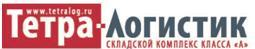 www.tetralog.ru
Тетра-Логистик
СКЛАДСКОЙ КОМПЛЕКС КЛАССА «А»